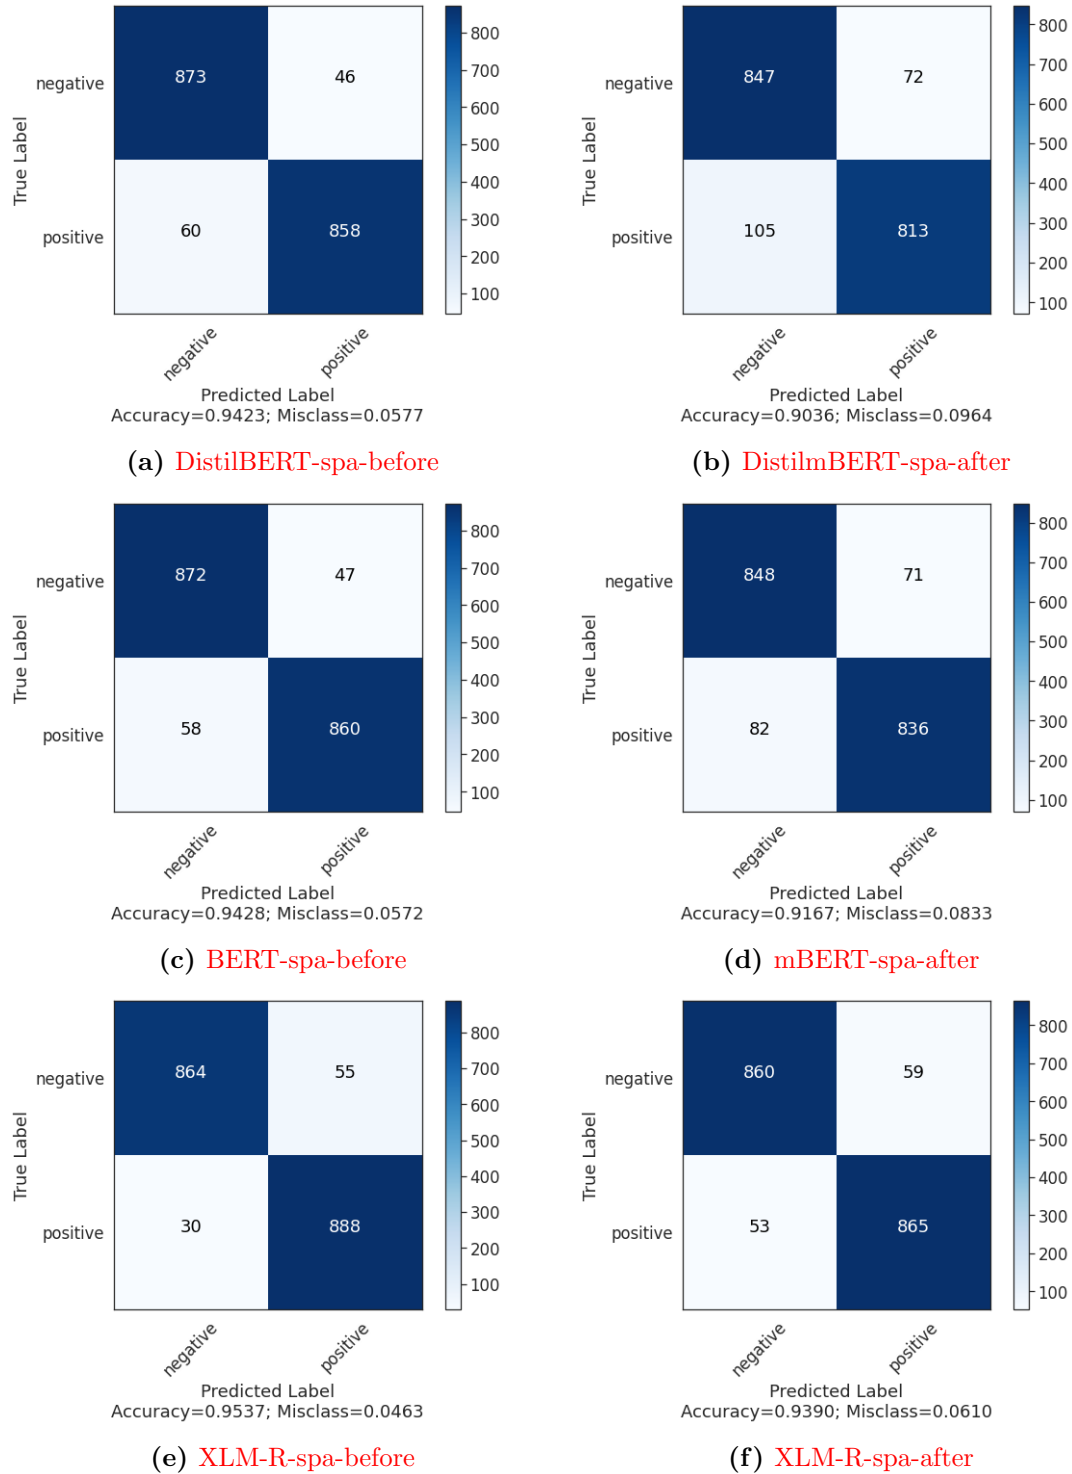 800
negative 873 46
700
600
True Label
500
400
300
positive 60 858
200
100
negative positive
Predicted Label
Accuracy=0.9423; Misclass=0.0577
(a) DistilBERT-spa-before
800
negative 847 72
700
600
True Label
500
400
300
positive 105 813
200
100
negative positive
Predicted Label
Accuracy=0.9036; Misclass=0.0964
(b) DistilmBERT-spa-after
800
negative 872 47
700
600
True Label
500
400
300
positive 58 860
200
100
negative positive
Predicted Label
Accuracy=0.9428; Misclass=0.0572
(c) BERT-spa-before
800
negative 848 71
700
600
True Label
500
400
300
positive 82 836
200
100
negative positive
Predicted Label
Accuracy=0.9167; Misclass=0.0833
(d) mBERT-spa-after
800
negative 864 55
700
600
True Label
500
400
300
positive 30 888
200
100
negative positive
Predicted Label
Accuracy=0.9537; Misclass=0.0463
(e) XLM-R-spa-before
800
negative 860 59
700
600
True Label
500
400
300
positive 53 865
200
100
negative positive
Predicted Label
Accuracy=0.9390; Misclass=0.0610
(f) XLM-R-spa-after